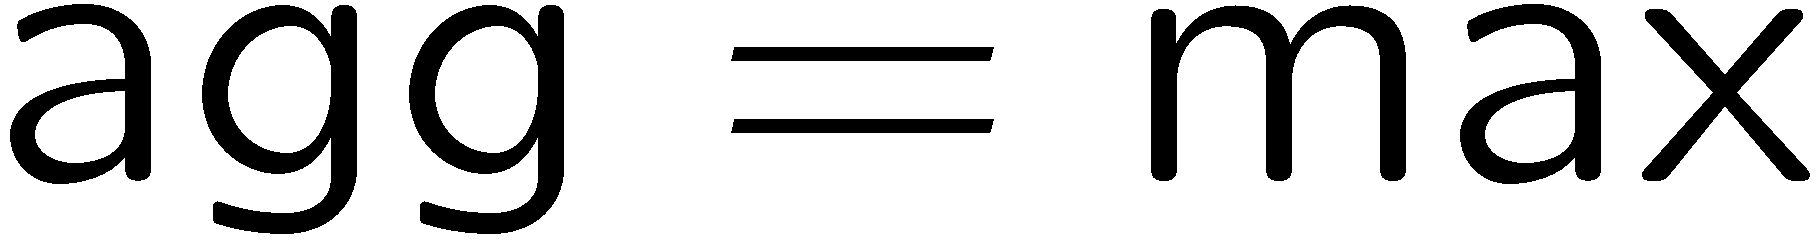 agg = max